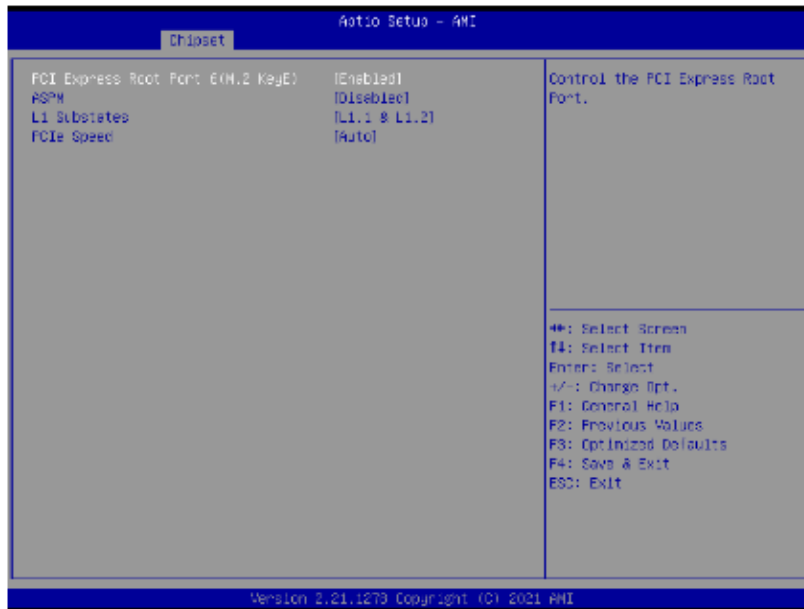 Aptio Setup - AMI
Chipset
PCI Express Root Port 6(M.2 KeyE) [Enabled]
ASPM [Disabled]
L1 Substates [L1.1 & L1.2]
PCIe Speed [Auto]
Control the PCI Express Root
Port.
→←: Select Screen
↑↓: Select Item
Enter: Select
+/-: Change Opt.
F1: General Help
F2: Previous Values
F3: Optimized Defaults
F4: Save & Exit
ESC: Exit
Version 2.21.1278 Copyright (C) 2021 AMI